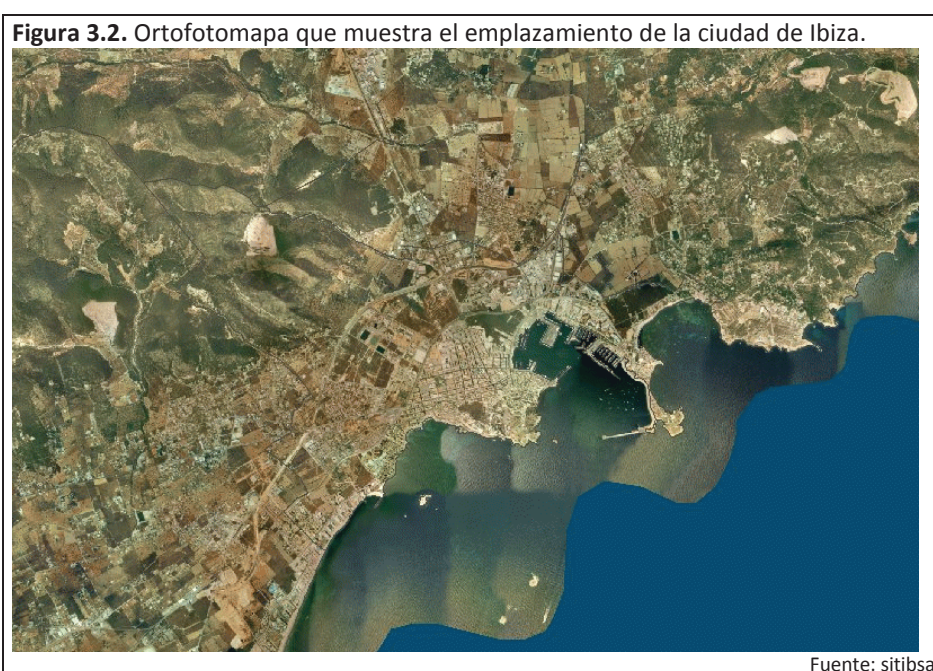 Figura 3.2. Ortofotomapa que muestra el emplazamiento de la ciudad de Ibiza.
Fuente: sitibsa